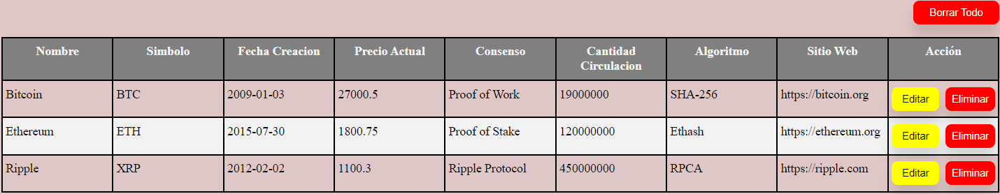 Borrar Todo
Nombre Simbolo Fecha Creacion Precio Actual Consenso Cantidad Circulacion Algoritmo Sitio Web Acción
Bitcoin BTC 2009-01-03 27000.5 Proof of Work 19000000 SHA-256 https://bitcoin.org Editar Eliminar
Ethereum ETH 2015-07-30 1800.75 Proof of Stake 120000000 Ethash https://ethereum.org Editar Eliminar
Ripple XRP 2012-02-02 1100.3 Ripple Protocol 450000000 RPCA https://ripple.com Editar Eliminar